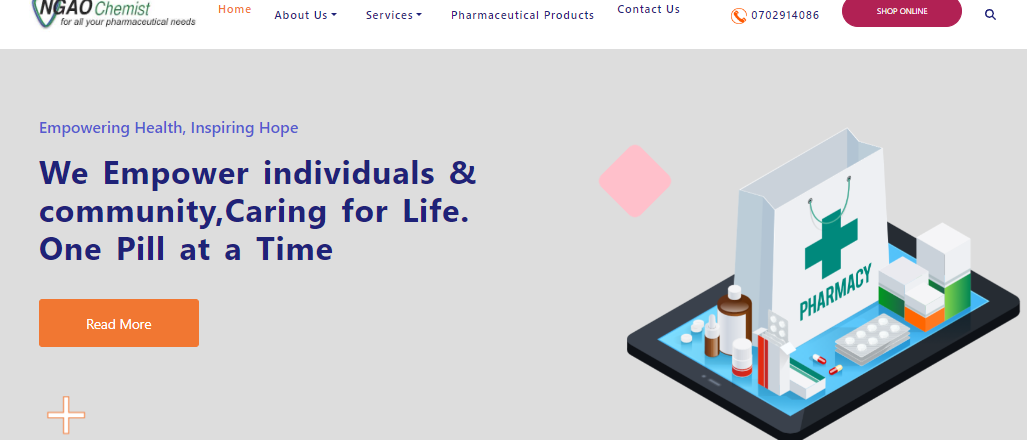 NGAO Chemist
for all your pharmaceutical needs
Home
About Us
Services
Pharmaceutical Products
Contact Us
0702914086
SHOP ONLINE
Empowering Health, Inspiring Hope
We Empower individuals &
community,Caring for Life.
One Pill at a Time
Read More
PHARMACY